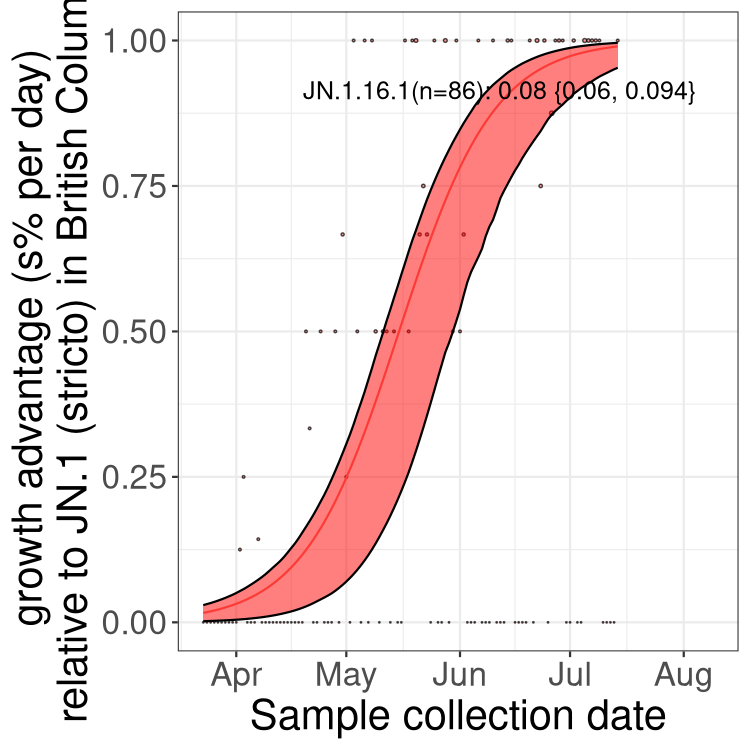 growth advantage (s% per day)
relative to JN.1 (stricto) in British Colum
1.00
0.75
0.50
0.25
0.00
JN.1.16.1(n=86): 0.08 {0.06, 0.094}
Apr May Jun Jul Aug
Sample collection date